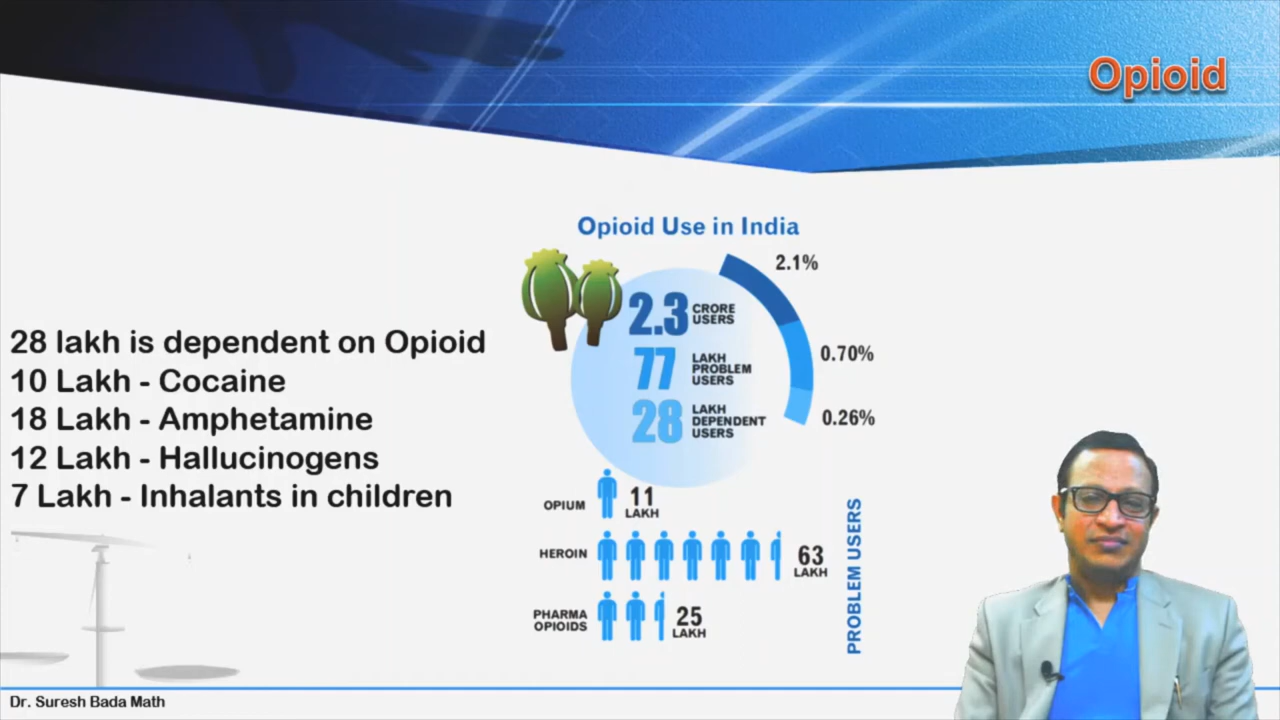 Opioid
28 lakh is dependent on Opioid
10 Lakh - Cocaine
18 Lakh - Amphetamine
12 Lakh - Hallucinogens
7 Lakh - Inhalants in children
Opioid Use in India
2.3 CRORE
USERS
77 LAKH
PROBLEM
USERS
28 LAKH
DEPENDENT
USERS
2.1%
0.70%
0.26%
OPIUM
11
LAKH
HEROIN
63
LAKH
PHARMA
OPIOIDS
25
LAKH
PROBLEM USERS
Dr. Suresh Bada Math